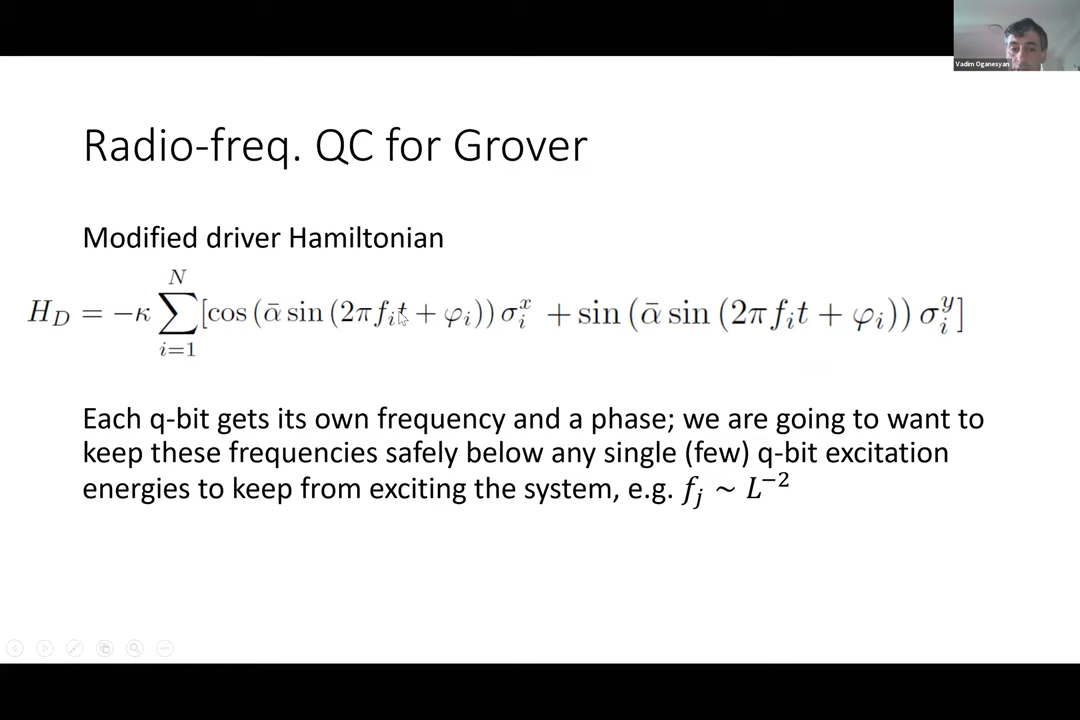 Vadim Oganesyan
Radio-freq. QC for Grover
Modified driver Hamiltonian
H_D = −κ ∑_{i=1}^{N} [cos (ᾱ sin (2πf_i t + φ_i)) σ_i^x + sin (ᾱ sin (2πf_i t + φ_i)) σ_i^y]
Each q-bit gets its own frequency and a phase; we are going to want to
keep these frequencies safely below any single (few) q-bit excitation
energies to keep from exciting the system, e.g. f_j ~ L^{−2}